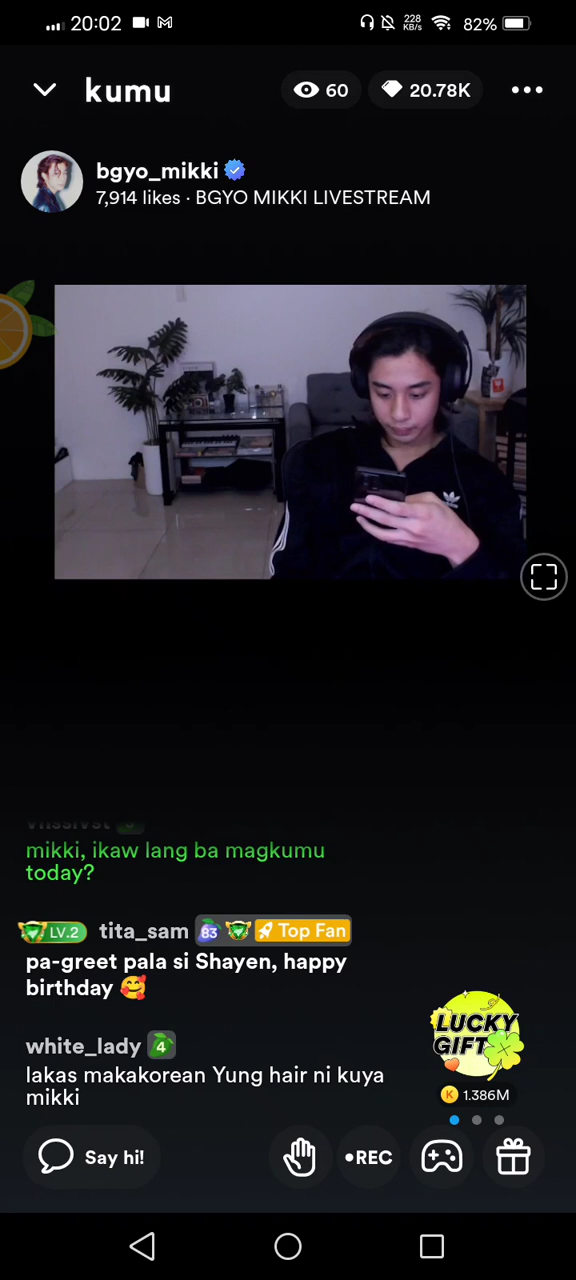 20:02
228
KB/s
82%
kumu
60
20.78K
bgyo_mikki
7,914 likes · BGYO MIKKI LIVESTREAM
mikki, ikaw lang ba magkumu
today?
LV.2 tita_sam 83 Top Fan
pa-greet pala si Shayen, happy
birthday 🥰
white_lady 4
lakas makakorean Yung hair ni kuya
mikki
LUCKY
GIFT
K 1.386M
Say hi!
•REC